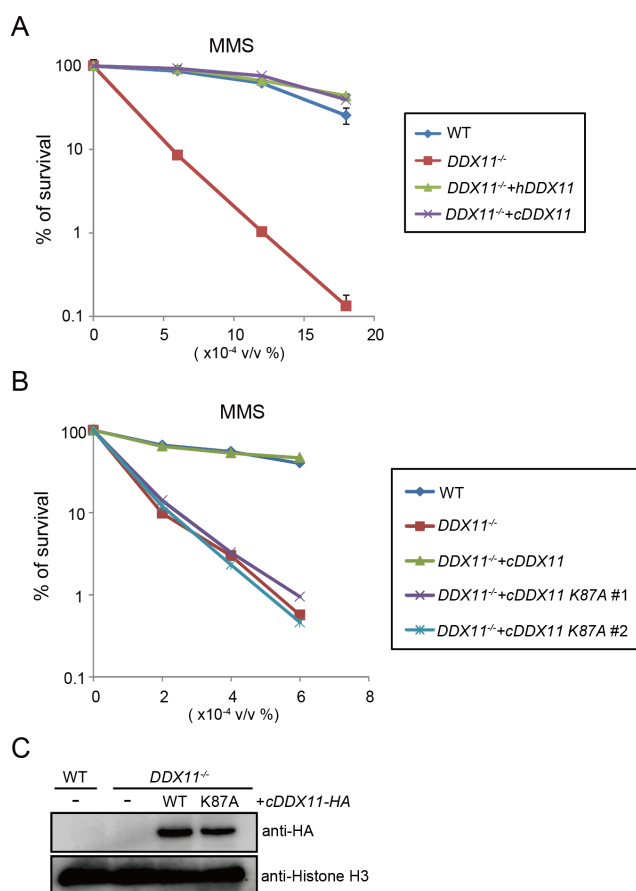 A
MMS
% of survival
100
10
1
0.1
0 5 10 15 20
( x10-4 v/v %)
WT
DDX11-/-
DDX11-/-+hDDX11
DDX11-/-+cDDX11
B
MMS
% of survival
100
10
1
0.1
0 2 4 6 8
( x10-4 v/v %)
WT
DDX11-/-
DDX11-/-+cDDX11
DDX11-/-+cDDX11 K87A #1
DDX11-/-+cDDX11 K87A #2
C
WT DDX11-/-
- - WT K87A +cDDX11-HA
anti-HA
anti-Histone H3